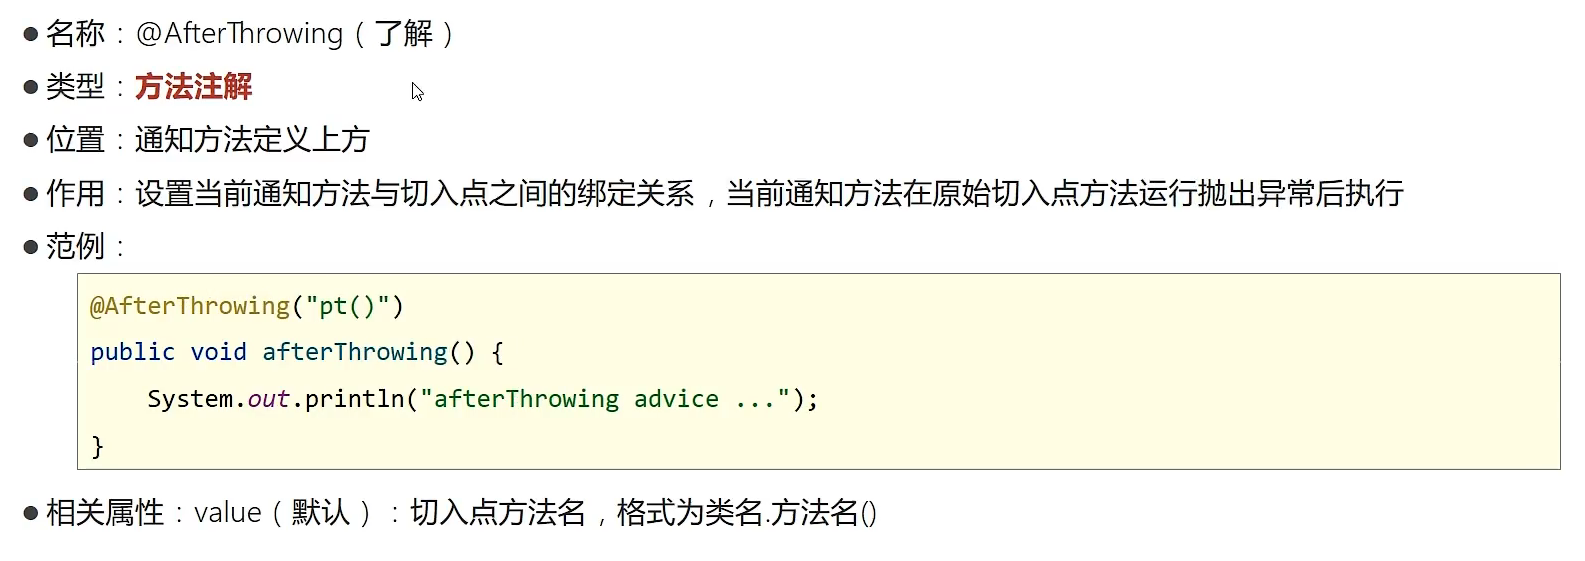 ● 名称：@AfterThrowing（了解）
● 类型：方法注解
● 位置：通知方法定义上方
● 作用：设置当前通知方法与切入点之间的绑定关系，当前通知方法在原始切入点方法运行抛出异常后执行
● 范例：
@AfterThrowing("pt()")
public void afterThrowing() {
    System.out.println("afterThrowing advice ...");
}
● 相关属性：value（默认）：切入点方法名，格式为类名.方法名()